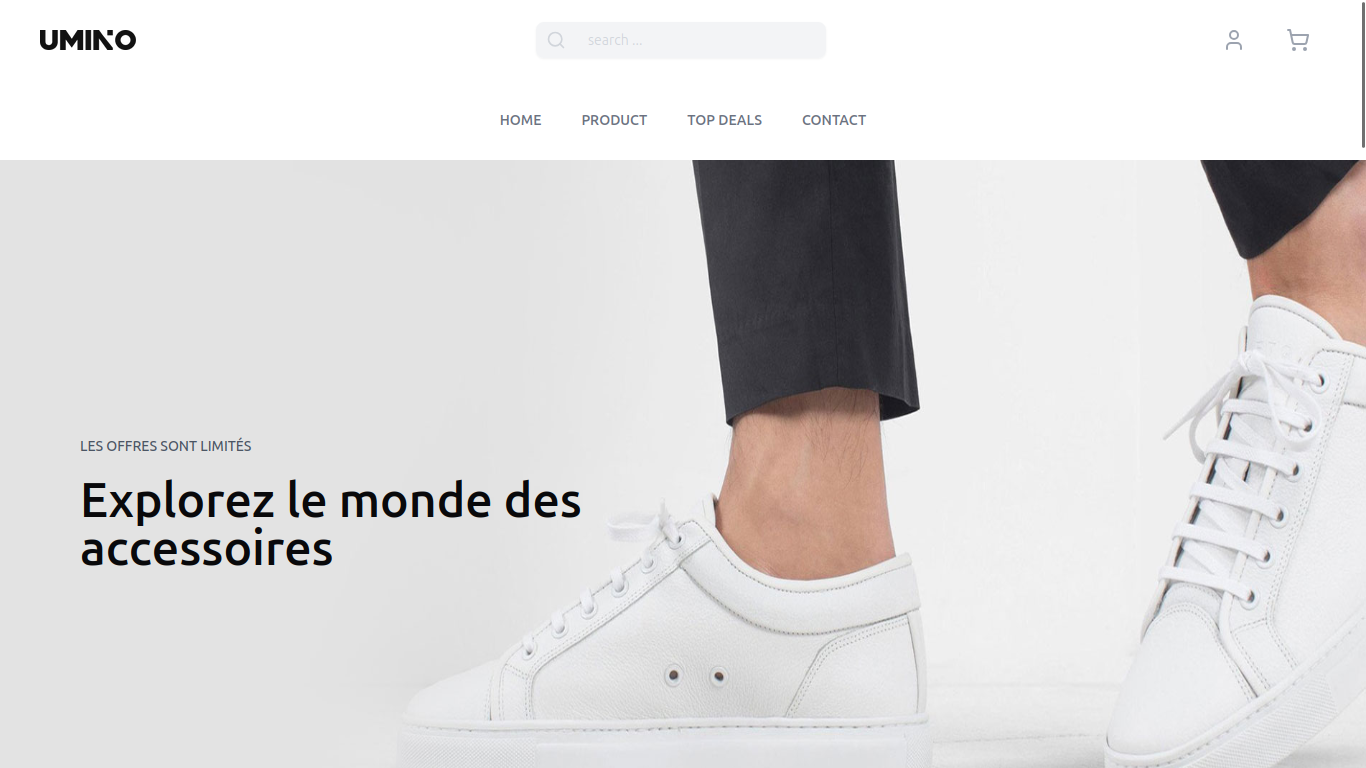 UMINO
search ...
HOME
PRODUCT
TOP DEALS
CONTACT
LES OFFRES SONT LIMITÉS
Explorez le monde des
accessoires